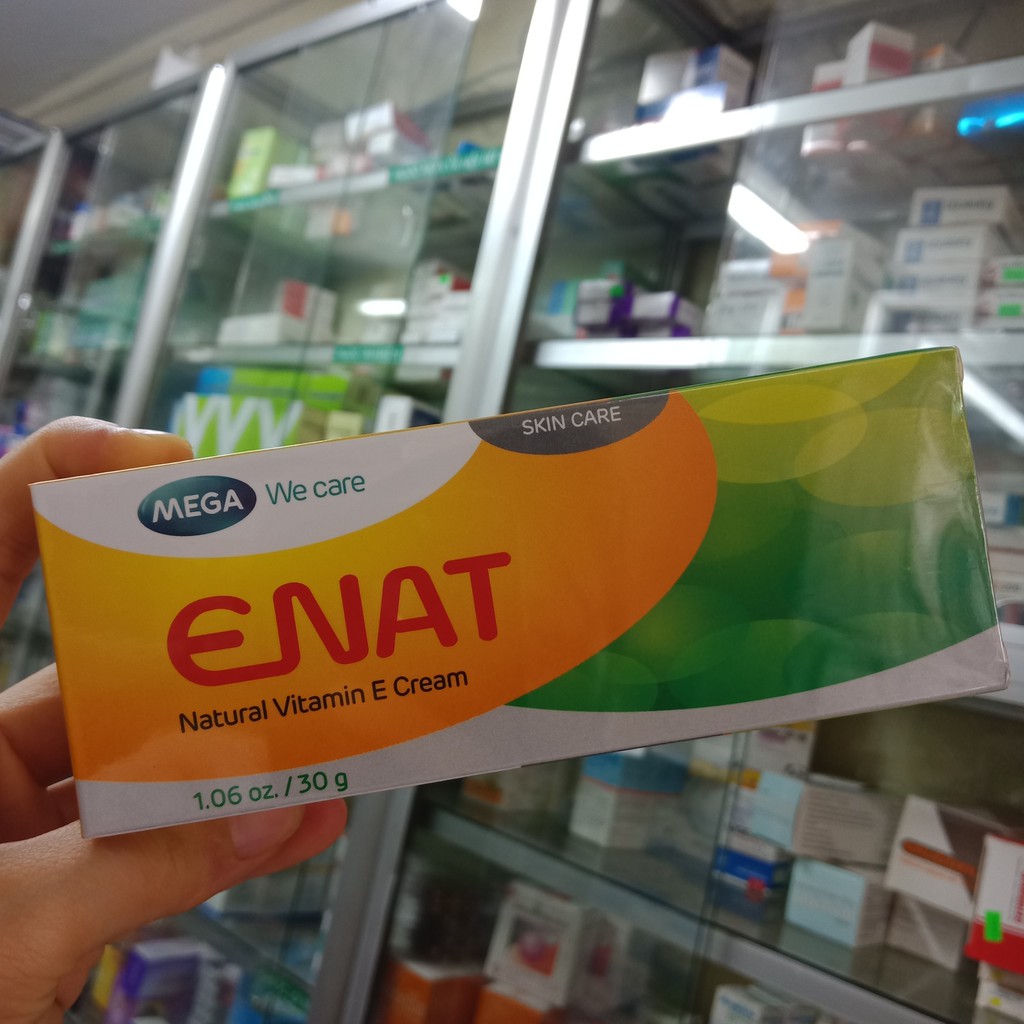 SKIN CARE
MEGA We care
ENAT
Natural Vitamin E Cream
1.06 oz. / 30 g